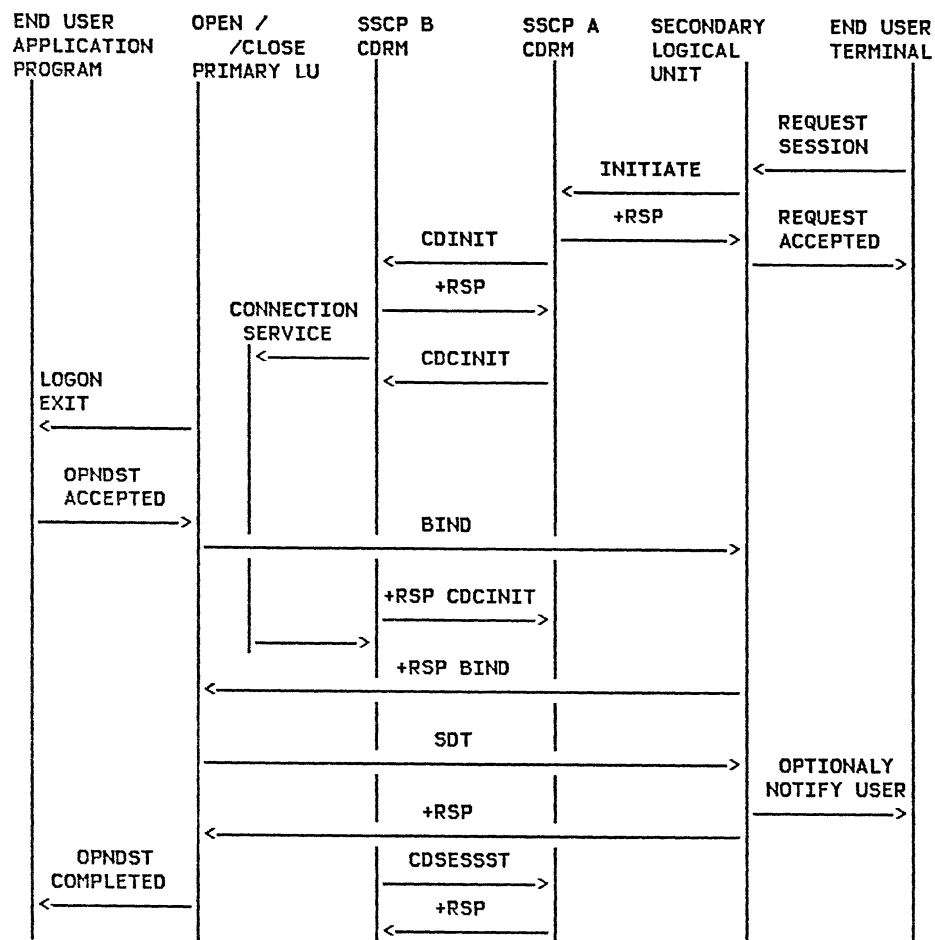 END USER
APPLICATION
PROGRAM
OPEN /
/CLOSE
PRIMARY LU
SSCP B
CDRM
SSCP A
CDRM
SECONDARY
LOGICAL
UNIT
END USER
TERMINAL
REQUEST
SESSION
INITIATE
+RSP
REQUEST
ACCEPTED
CDINIT
+RSP
CONNECTION
SERVICE
CDCINIT
LOGON
EXIT
OPNDST
ACCEPTED
BIND
+RSP CDCINIT
+RSP BIND
SDT
OPTIONALY
NOTIFY USER
+RSP
OPNDST
COMPLETED
CDSESSST
+RSP